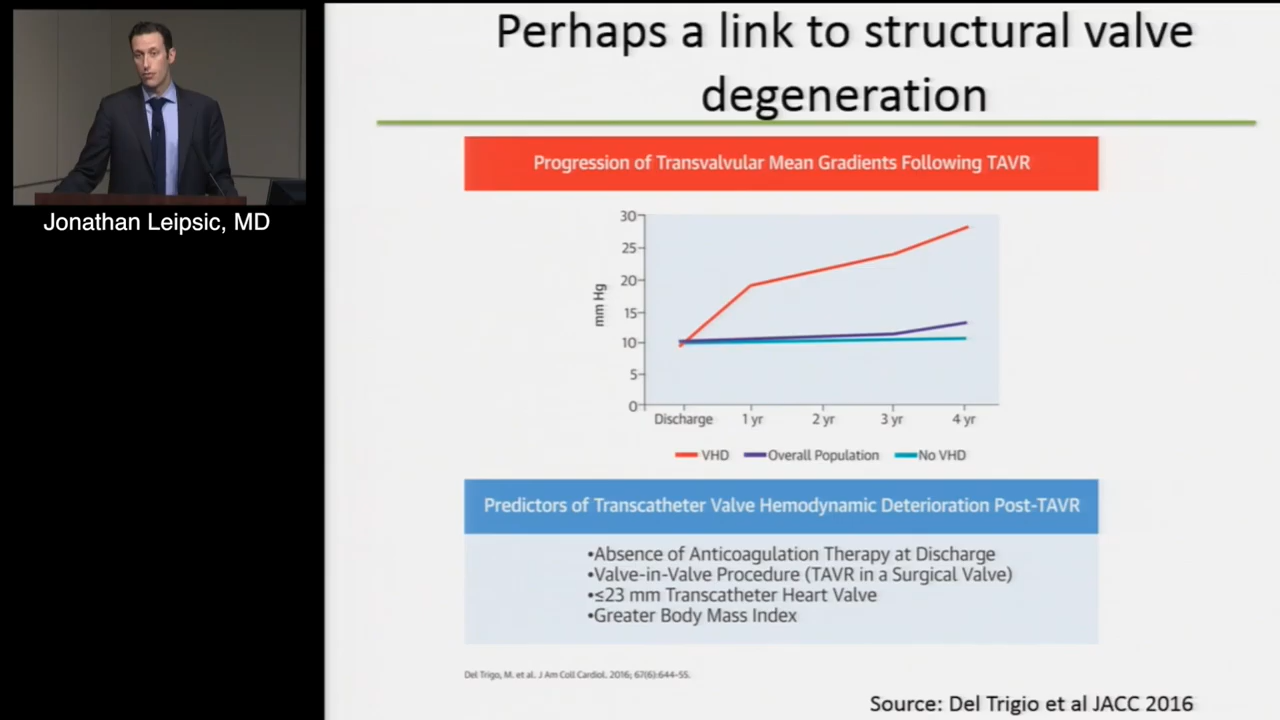 Jonathan Leipsic, MD
Perhaps a link to structural valve
degeneration
Progression of Transvalvular Mean Gradients Following TAVR
30
25
20
15
10
5
0
mm Hg
Discharge 1 yr 2 yr 3 yr 4 yr
VHD Overall Population No VHD
Predictors of Transcatheter Valve Hemodynamic Deterioration Post-TAVR
•Absence of Anticoagulation Therapy at Discharge
•Valve-in-Valve Procedure (TAVR in a Surgical Valve)
•≤23 mm Transcatheter Heart Valve
•Greater Body Mass Index
Del Trigo, M. et al. J Am Coll Cardiol. 2016; 67(6):644-55.
Source: Del Trigio et al JACC 2016